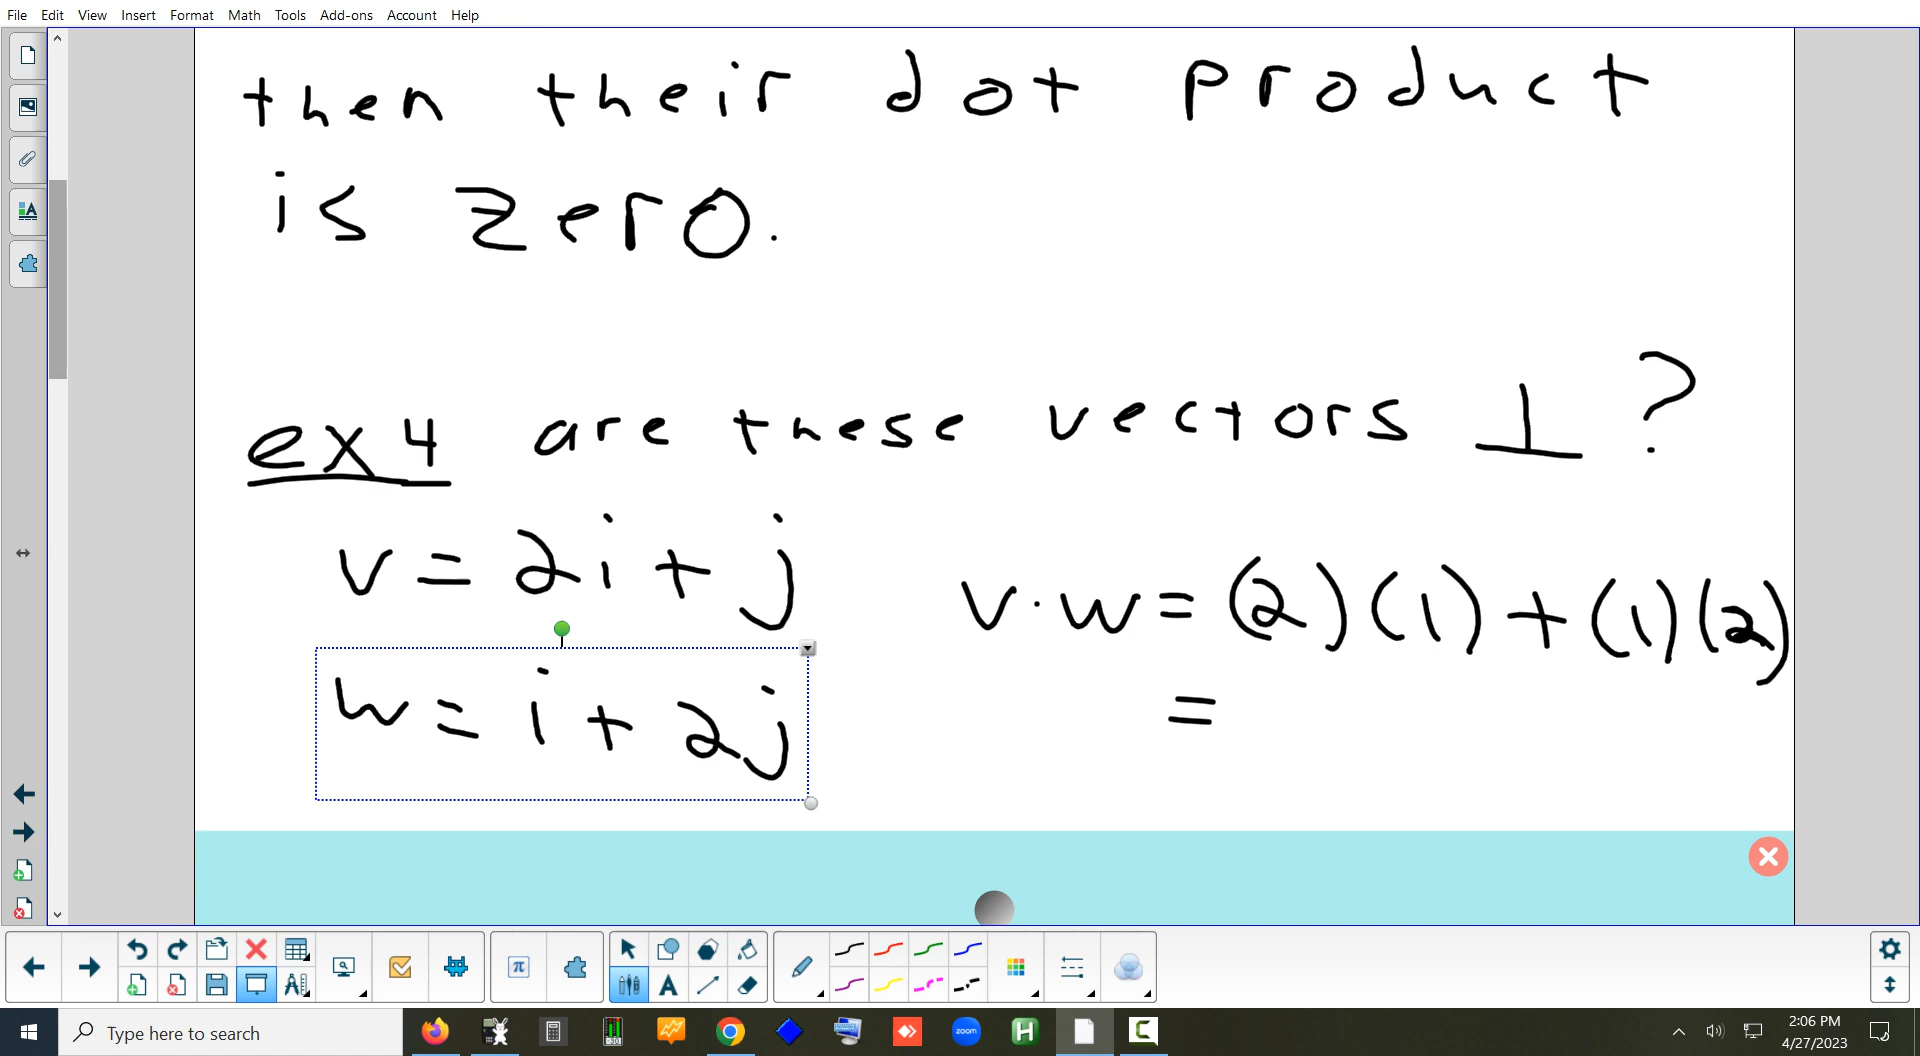 File Edit View Insert Format Math Tools Add-ons Account Help
then their dot product
is zero.
ex 4 are these vectors ⊥ ?
v = 2i + j
v · w = (2)(1) + (1)(2)
w = i + 2j
=
π
A
zoom
H
C
Type here to search
2:06 PM
4/27/2023